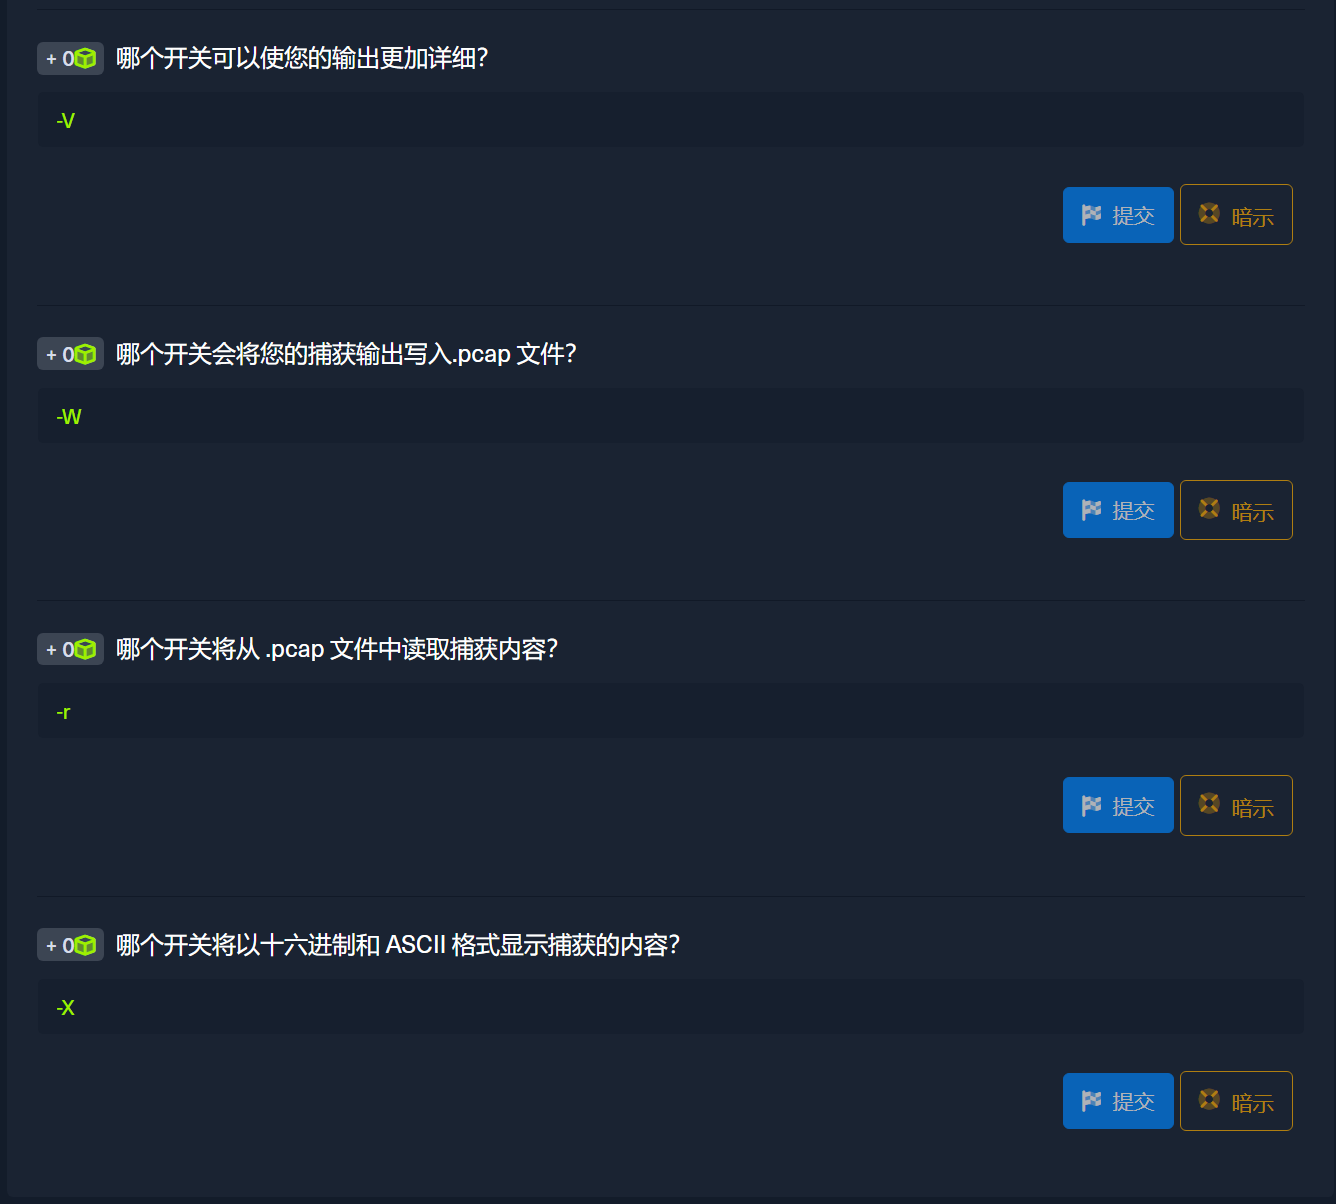 + 0 哪个开关可以使您的输出更加详细？
-V
提交 暗示
+ 0 哪个开关会将您的捕获输出写入.pcap 文件？
-W
提交 暗示
+ 0 哪个开关将从 .pcap 文件中读取捕获内容？
-r
提交 暗示
+ 0 哪个开关将以十六进制和 ASCII 格式显示捕获的内容？
-X
提交 暗示